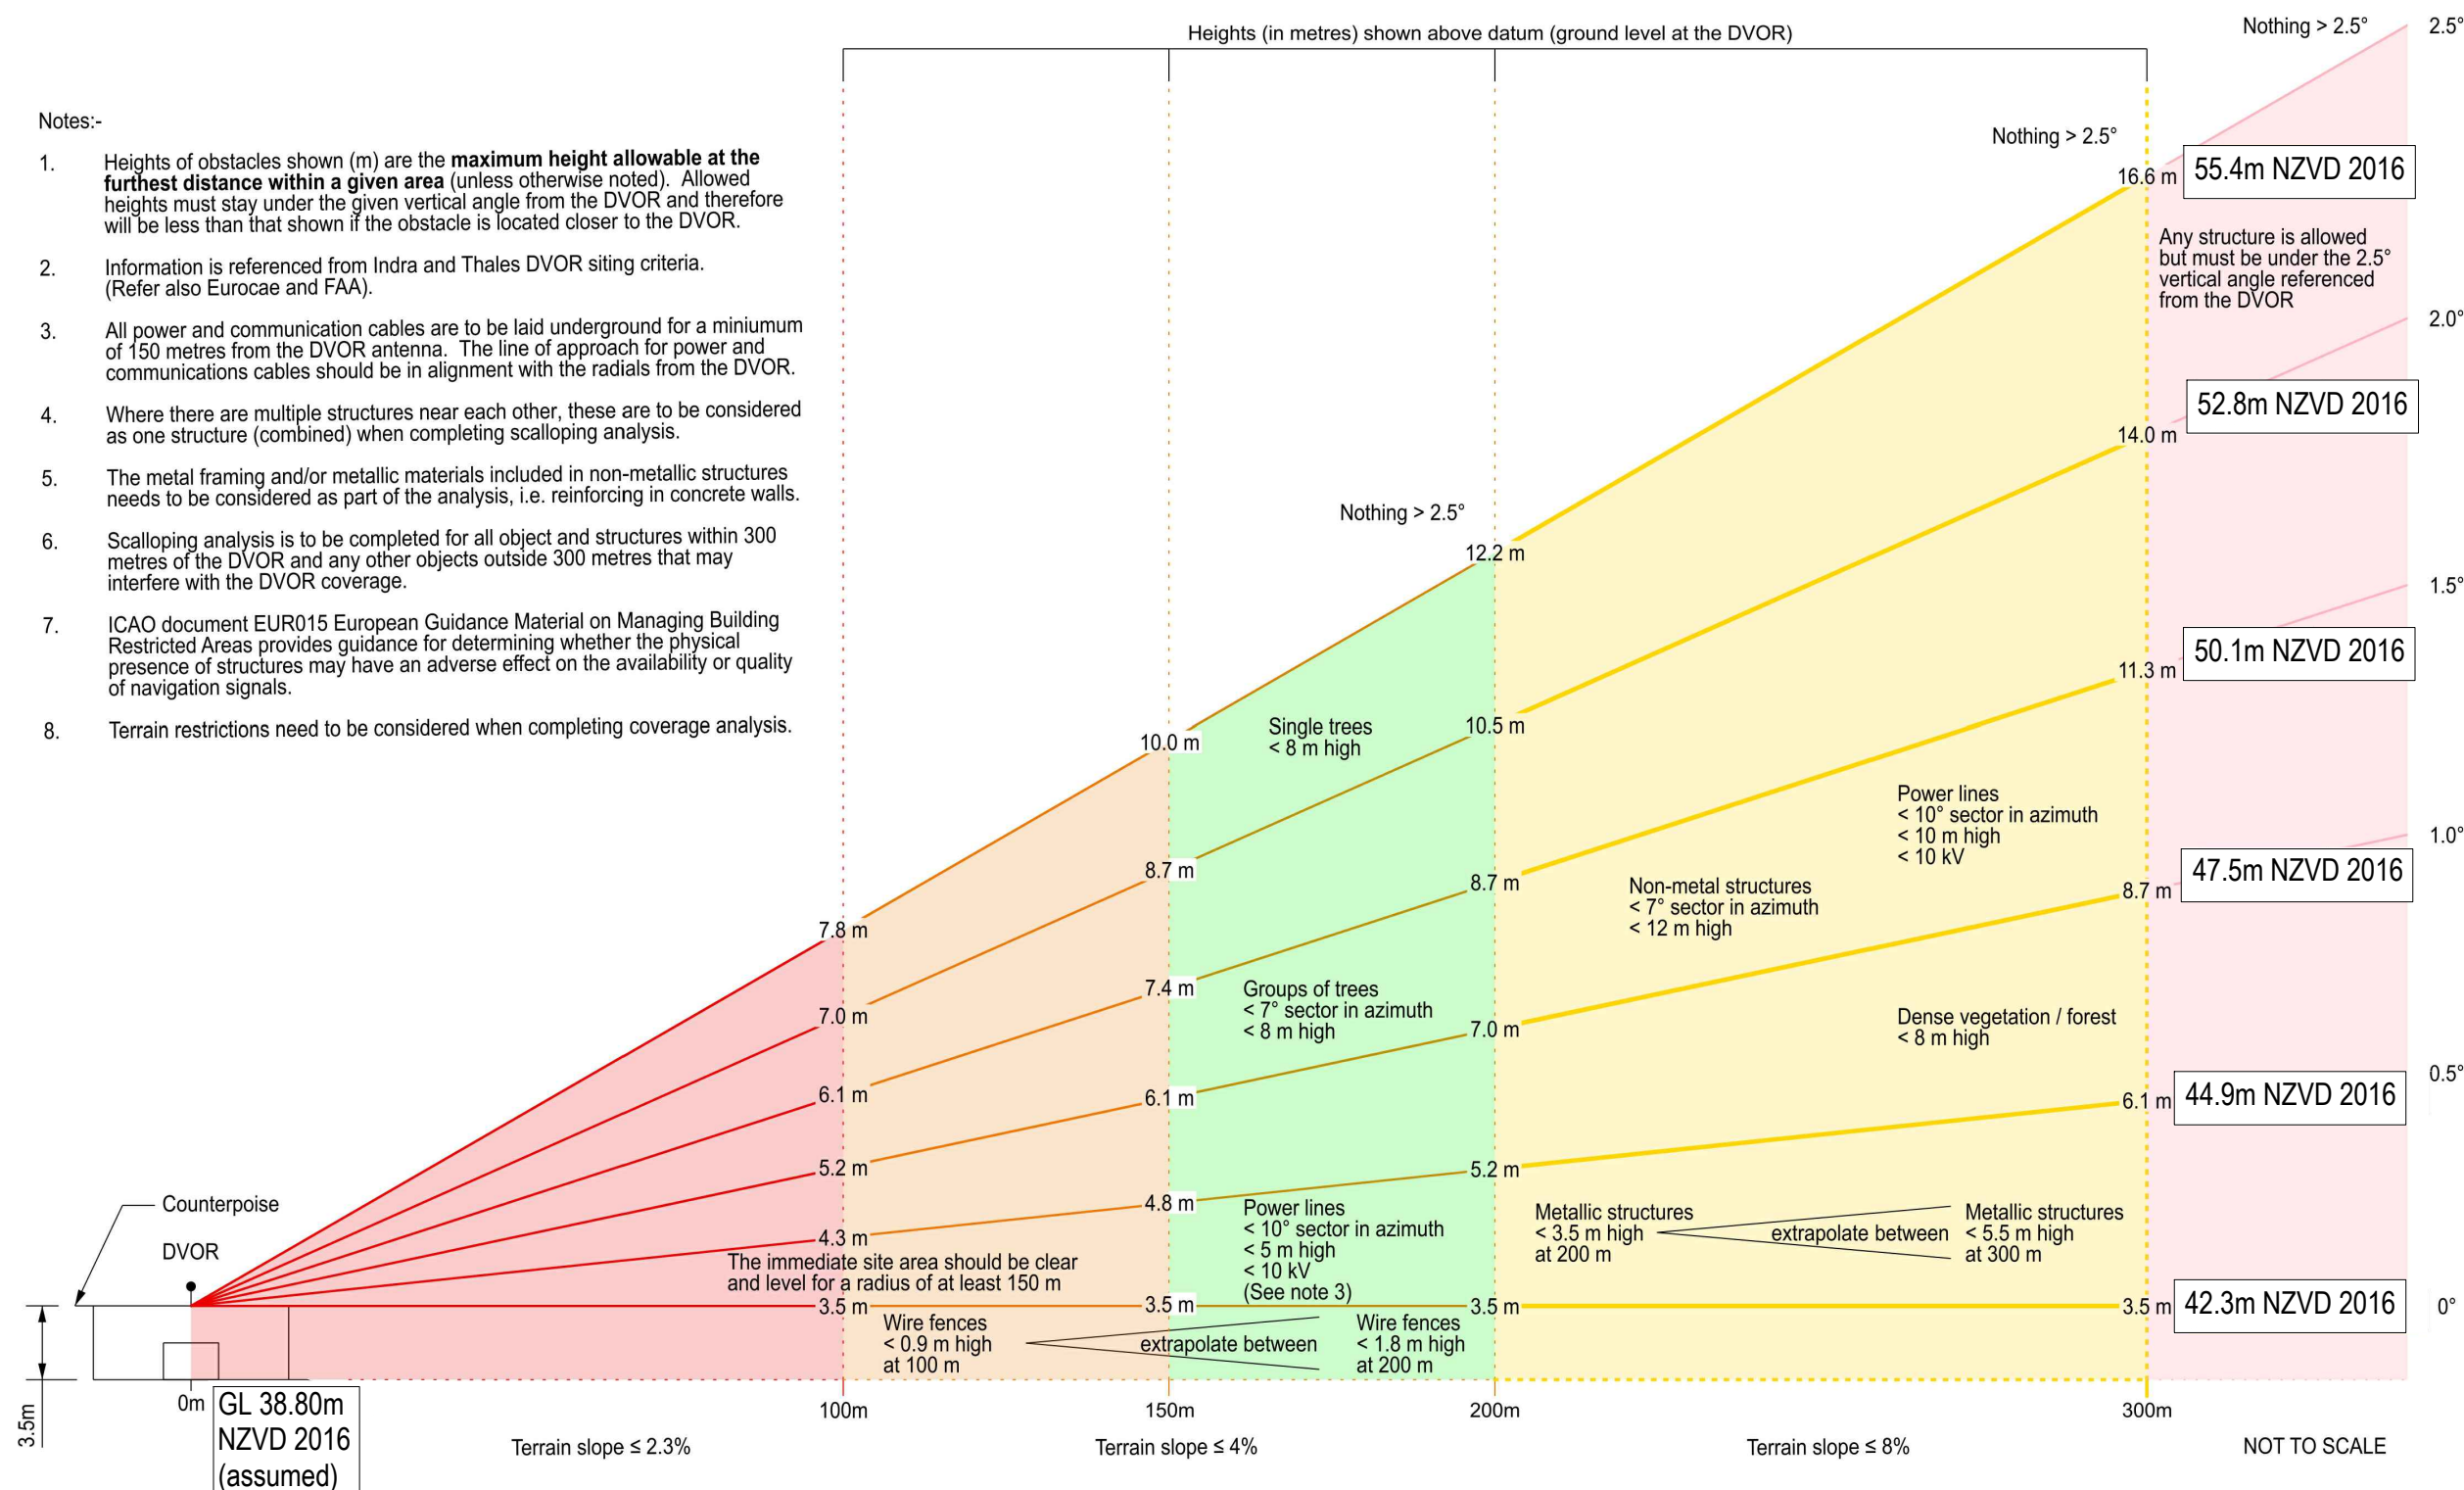 Heights (in metres) shown above datum (ground level at the DVOR)
Nothing > 2.5°
2.5°
Notes:-
1. Heights of obstacles shown (m) are the maximum height allowable at the
furthest distance within a given area (unless otherwise noted). Allowed
heights must stay under the given vertical angle from the DVOR and therefore
will be less than that shown if the obstacle is located closer to the DVOR.
2. Information is referenced from Indra and Thales DVOR siting criteria.
(Refer also Eurocae and FAA).
3. All power and communication cables are to be laid underground for a miniumum
of 150 metres from the DVOR antenna. The line of approach for power and
communications cables should be in alignment with the radials from the DVOR.
4. Where there are multiple structures near each other, these are to be considered
as one structure (combined) when completing scalloping analysis.
5. The metal framing and/or metallic materials included in non-metallic structures
needs to be considered as part of the analysis, i.e. reinforcing in concrete walls.
6. Scalloping analysis is to be completed for all object and structures within 300
metres of the DVOR and any other objects outside 300 metres that may
interfere with the DVOR coverage.
7. ICAO document EUR015 European Guidance Material on Managing Building
Restricted Areas provides guidance for determining whether the physical
presence of structures may have an adverse effect on the availability or quality
of navigation signals.
8. Terrain restrictions need to be considered when completing coverage analysis.
Nothing > 2.5°
16.6 m
55.4m NZVD 2016
Any structure is allowed
but must be under the 2.5°
vertical angle referenced
from the DVOR
2.0°
52.8m NZVD 2016
14.0 m
Nothing > 2.5°
12.2 m
1.5°
50.1m NZVD 2016
11.3 m
10.0 m
Single trees
< 8 m high
10.5 m
Power lines
< 10° sector in azimuth
< 10 m high
< 10 kV
1.0°
8.7 m
8.7 m
Non-metal structures
< 7° sector in azimuth
< 12 m high
8.7 m
47.5m NZVD 2016
7.8 m
7.4 m
Groups of trees
< 7° sector in azimuth
< 8 m high
7.0 m
7.0 m
Dense vegetation / forest
< 8 m high
0.5°
6.1 m
6.1 m
6.1 m
44.9m NZVD 2016
5.2 m
5.2 m
4.8 m
4.3 m
Counterpoise
DVOR
The immediate site area should be clear
and level for a radius of at least 150 m
Power lines
< 10° sector in azimuth
< 5 m high
< 10 kV
(See note 3)
Metallic structures
< 3.5 m high
at 200 m
extrapolate between
Metallic structures
< 5.5 m high
at 300 m
3.5 m
3.5 m
3.5 m
3.5 m
42.3m NZVD 2016
0°
Wire fences
< 0.9 m high
at 100 m
extrapolate between
Wire fences
< 1.8 m high
at 200 m
3.5m
0m
GL 38.80m
NZVD 2016
(assumed)
100m
150m
200m
300m
Terrain slope ≤ 2.3%
Terrain slope ≤ 4%
Terrain slope ≤ 8%
NOT TO SCALE